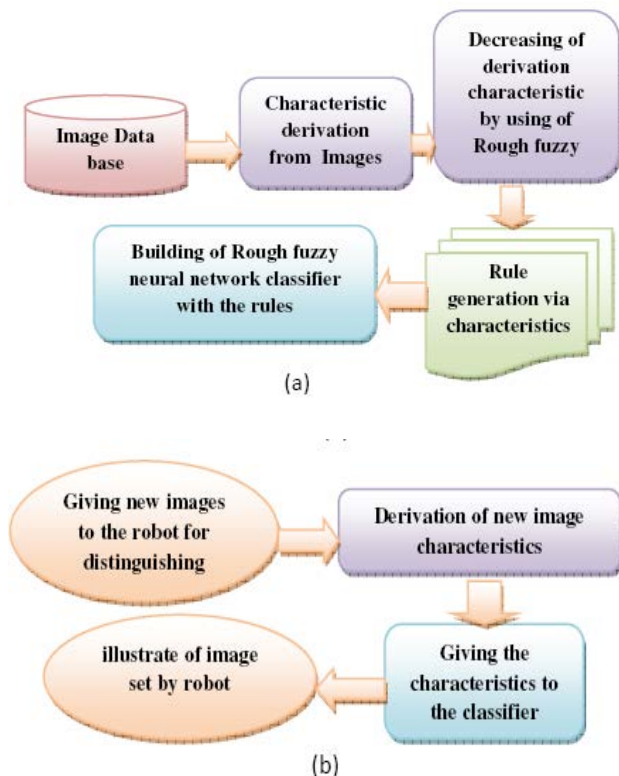 Image Data
base
Characteristic
derivation
from Images
Decreasing of
derivation
characteristic
by using of
Rough fuzzy
Rule
generation via
characteristics
Building of Rough fuzzy
neural network classifier
with the rules
(a)
Giving new images
to the robot for
distinguishing
Derivation of new image
characteristics
Giving the
characteristics to
the classifier
illustrate of image
set by robot
(b)